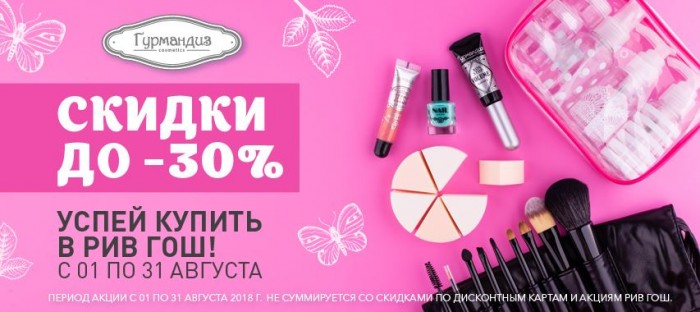 Гурмандиз
cosmetics
СКИДКИ
ДО -30%
УСПЕЙ КУПИТЬ
В РИВ ГОШ!
С 01 ПО 31 АВГУСТА
NAIL
ПЕРИОД АКЦИИ С 01 ПО 31 АВГУСТА 2018 Г. НЕ СУММИРУЕТСЯ СО СКИДКАМИ ПО ДИСКОНТНЫМ КАРТАМ И АКЦИЯМ РИВ ГОШ.